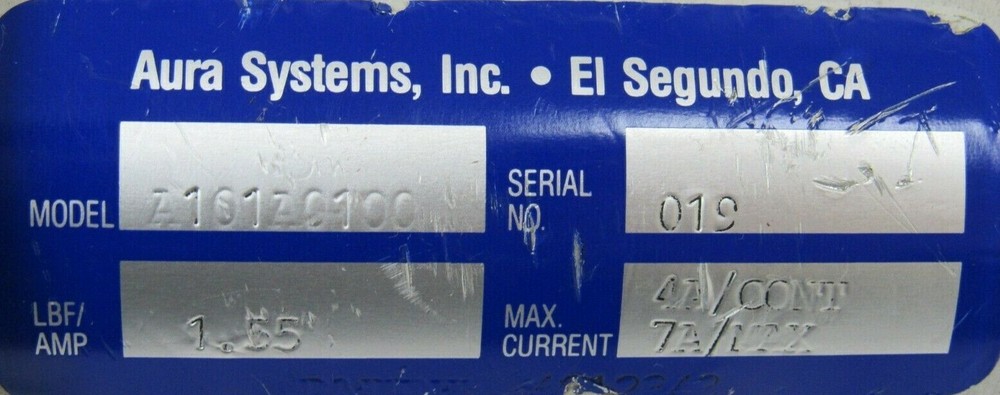 Aura Systems, Inc. • El Segundo, CA
MODEL
SERIAL NO. 019
LBF/AMP 1.65
MAX. CURRENT 4A/CONT
7A/MAX